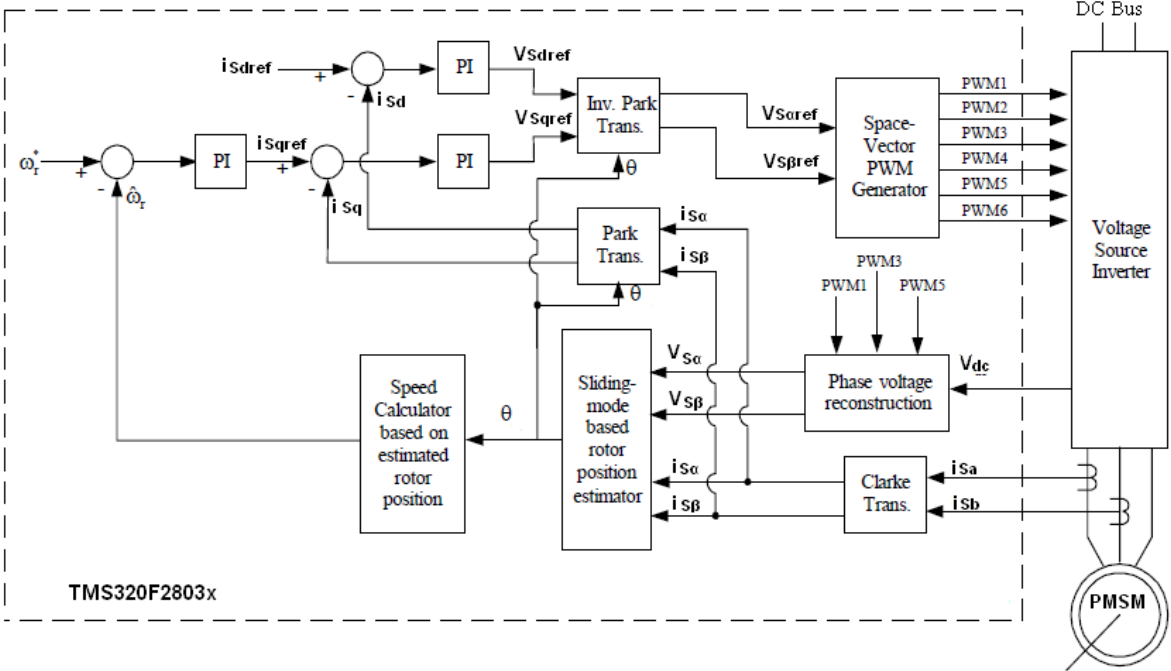 DC Bus
iSdref
+
-
iSd
PI
VSdref
VSqref
Inv. Park
Trans.
θ
VSαref
VSβref
Space-
Vector
PWM
Generator
PWM1
PWM2
PWM3
PWM4
PWM5
PWM6
Voltage
Source
Inverter
ω*r
+
-
ω̂r
PI
iSqref
+
-
iSq
PI
Park
Trans.
θ
iSα
iSβ
PWM3
PWM1
PWM5
Phase voltage
reconstruction
Vdc
VSα
VSβ
Sliding-
mode
based
rotor
position
estimator
θ
Speed
Calculator
based on
estimated
rotor
position
iSα
iSβ
Clarke
Trans.
iSa
iSb
TMS320F2803x
PMSM